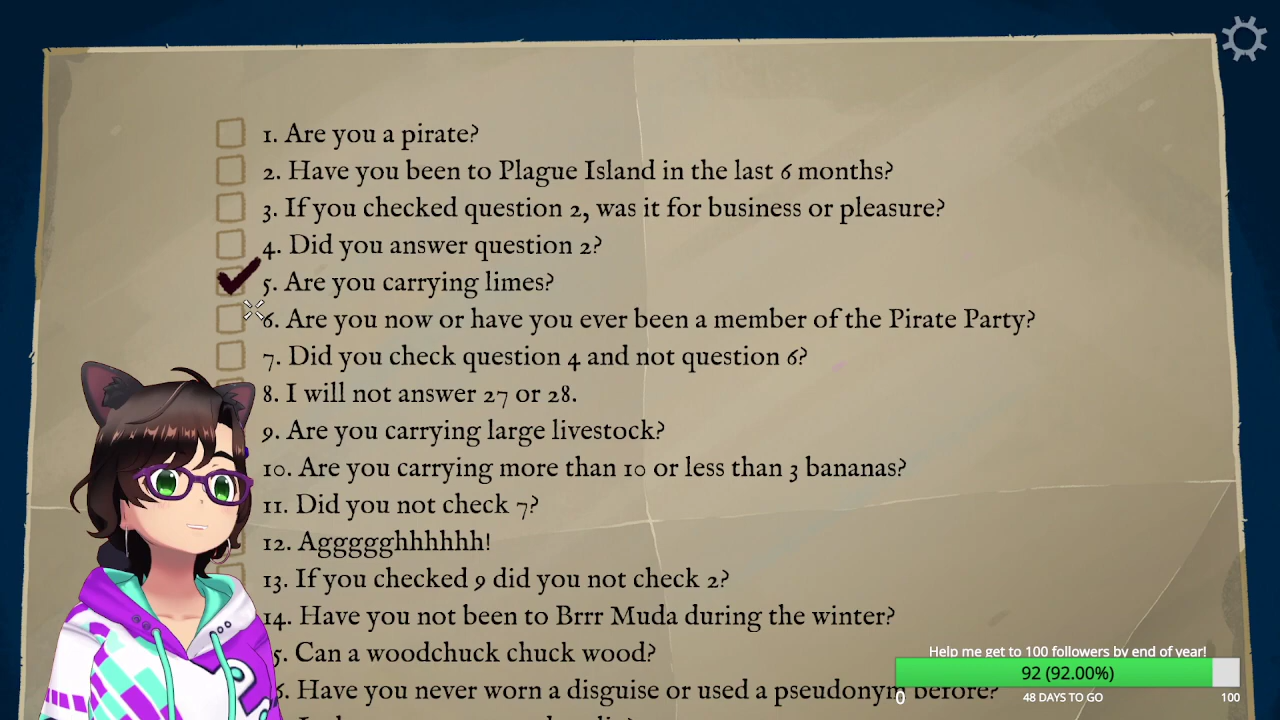 1. Are you a pirate?
2. Have you been to Plague Island in the last 6 months?
3. If you checked question 2, was it for business or pleasure?
4. Did you answer question 2?
5. Are you carrying limes?
6. Are you now or have you ever been a member of the Pirate Party?
7. Did you check question 4 and not question 6?
8. I will not answer 27 or 28.
9. Are you carrying large livestock?
10. Are you carrying more than 10 or less than 3 bananas?
11. Did you not check 7?
12. Aggggghhhhhh!
13. If you checked 9 did you not check 2?
14. Have you not been to Brrr Muda during the winter?
5. Can a woodchuck chuck wood?
6. Have you never worn a disguise or used a pseudonym before?
Help me get to 100 followers by end of year!
92 (92.00%)
0 48 DAYS TO GO 100